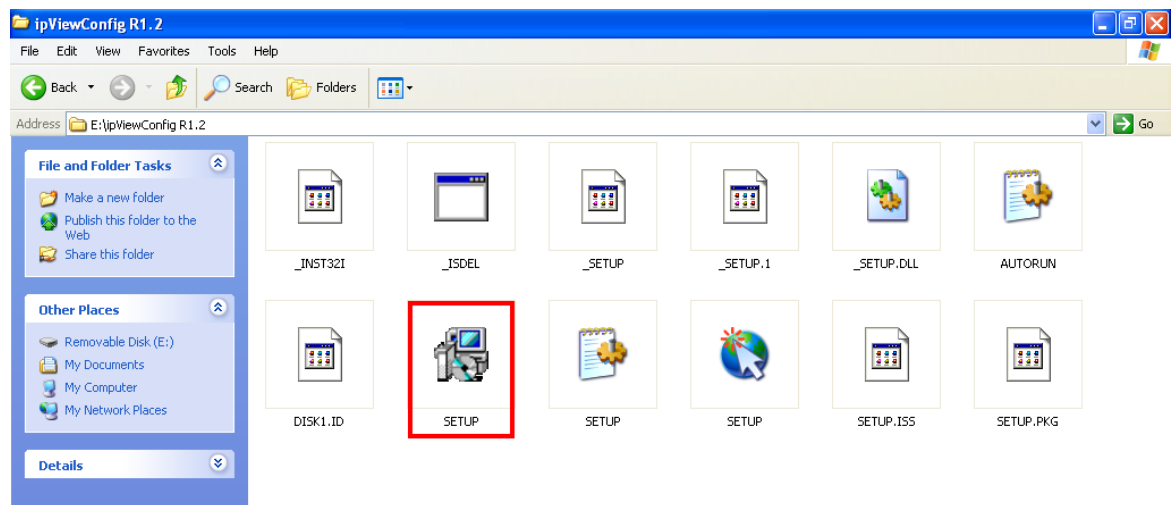 ipViewConfig R1.2
File Edit View Favorites Tools Help
Back Search Folders
Address E:\ipViewConfig R1.2 Go
File and Folder Tasks
Make a new folder
Publish this folder to the
Web
Share this folder
Other Places
Removable Disk (E:)
My Documents
My Computer
My Network Places
Details
_INST32I _ISDEL _SETUP _SETUP.1 _SETUP.DLL AUTORUN
DISK1.ID SETUP SETUP SETUP SETUP.ISS SETUP.PKG